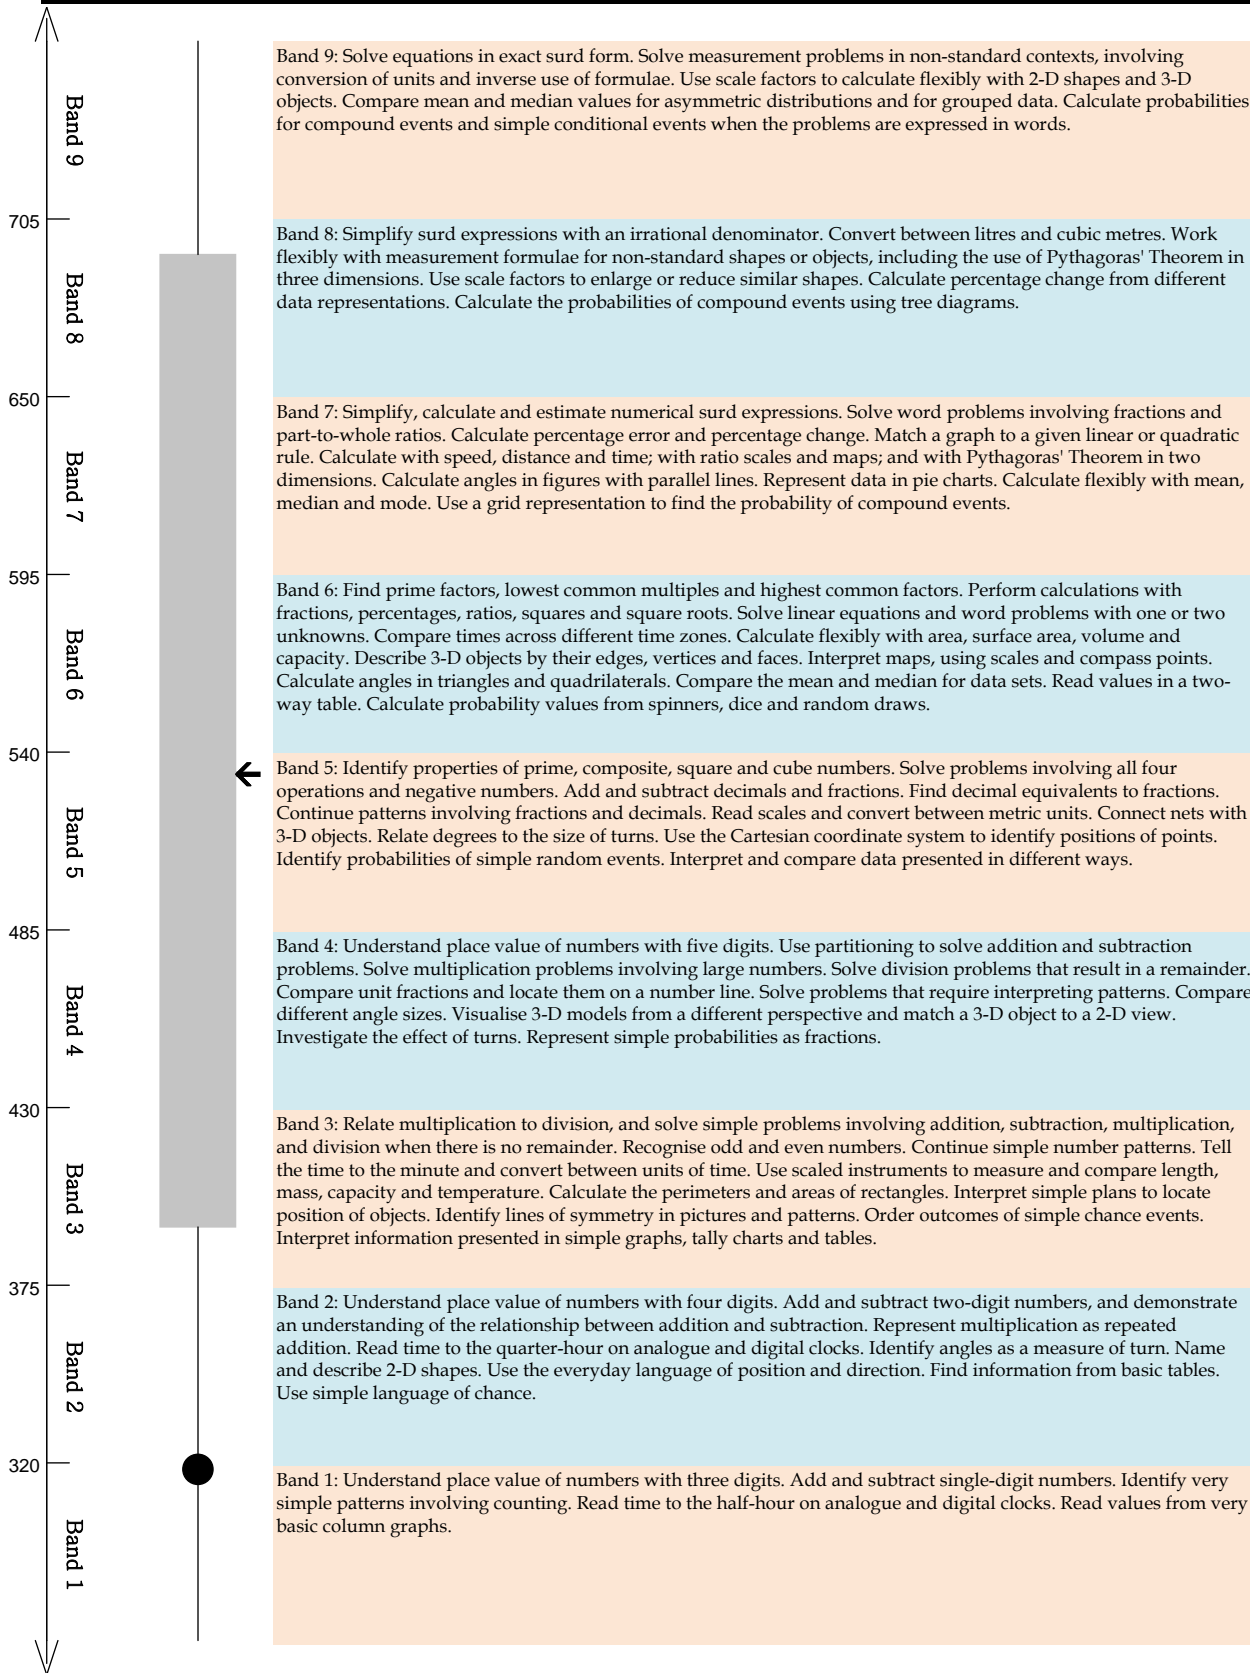 Band 9
Band 9: Solve equations in exact surd form. Solve measurement problems in non-standard contexts, involving
conversion of units and inverse use of formulae. Use scale factors to calculate flexibly with 2-D shapes and 3-D
objects. Compare mean and median values for asymmetric distributions and for grouped data. Calculate probabilities
for compound events and simple conditional events when the problems are expressed in words.
705
Band 8
Band 8: Simplify surd expressions with an irrational denominator. Convert between litres and cubic metres. Work
flexibly with measurement formulae for non-standard shapes or objects, including the use of Pythagoras' Theorem in
three dimensions. Use scale factors to enlarge or reduce similar shapes. Calculate percentage change from different
data representations. Calculate the probabilities of compound events using tree diagrams.
650
Band 7
Band 7: Simplify, calculate and estimate numerical surd expressions. Solve word problems involving fractions and
part-to-whole ratios. Calculate percentage error and percentage change. Match a graph to a given linear or quadratic
rule. Calculate with speed, distance and time; with ratio scales and maps; and with Pythagoras' Theorem in two
dimensions. Calculate angles in figures with parallel lines. Represent data in pie charts. Calculate flexibly with mean,
median and mode. Use a grid representation to find the probability of compound events.
595
Band 6
Band 6: Find prime factors, lowest common multiples and highest common factors. Perform calculations with
fractions, percentages, ratios, squares and square roots. Solve linear equations and word problems with one or two
unknowns. Compare times across different time zones. Calculate flexibly with area, surface area, volume and
capacity. Describe 3-D objects by their edges, vertices and faces. Interpret maps, using scales and compass points.
Calculate angles in triangles and quadrilaterals. Compare the mean and median for data sets. Read values in a two-
way table. Calculate probability values from spinners, dice and random draws.
540
Band 5
Band 5: Identify properties of prime, composite, square and cube numbers. Solve problems involving all four
operations and negative numbers. Add and subtract decimals and fractions. Find decimal equivalents to fractions.
Continue patterns involving fractions and decimals. Read scales and convert between metric units. Connect nets with
3-D objects. Relate degrees to the size of turns. Use the Cartesian coordinate system to identify positions of points.
Identify probabilities of simple random events. Interpret and compare data presented in different ways.
485
Band 4
Band 4: Understand place value of numbers with five digits. Use partitioning to solve addition and subtraction
problems. Solve multiplication problems involving large numbers. Solve division problems that result in a remainder.
Compare unit fractions and locate them on a number line. Solve problems that require interpreting patterns. Compare
different angle sizes. Visualise 3-D models from a different perspective and match a 3-D object to a 2-D view.
Investigate the effect of turns. Represent simple probabilities as fractions.
430
Band 3
Band 3: Relate multiplication to division, and solve simple problems involving addition, subtraction, multiplication,
and division when there is no remainder. Recognise odd and even numbers. Continue simple number patterns. Tell
the time to the minute and convert between units of time. Use scaled instruments to measure and compare length,
mass, capacity and temperature. Calculate the perimeters and areas of rectangles. Interpret simple plans to locate
position of objects. Identify lines of symmetry in pictures and patterns. Order outcomes of simple chance events.
Interpret information presented in simple graphs, tally charts and tables.
375
Band 2
Band 2: Understand place value of numbers with four digits. Add and subtract two-digit numbers, and demonstrate
an understanding of the relationship between addition and subtraction. Represent multiplication as repeated
addition. Read time to the quarter-hour on analogue and digital clocks. Identify angles as a measure of turn. Name
and describe 2-D shapes. Use the everyday language of position and direction. Find information from basic tables.
Use simple language of chance.
320
Band 1
Band 1: Understand place value of numbers with three digits. Add and subtract single-digit numbers. Identify very
simple patterns involving counting. Read time to the half-hour on analogue and digital clocks. Read values from very
basic column graphs.